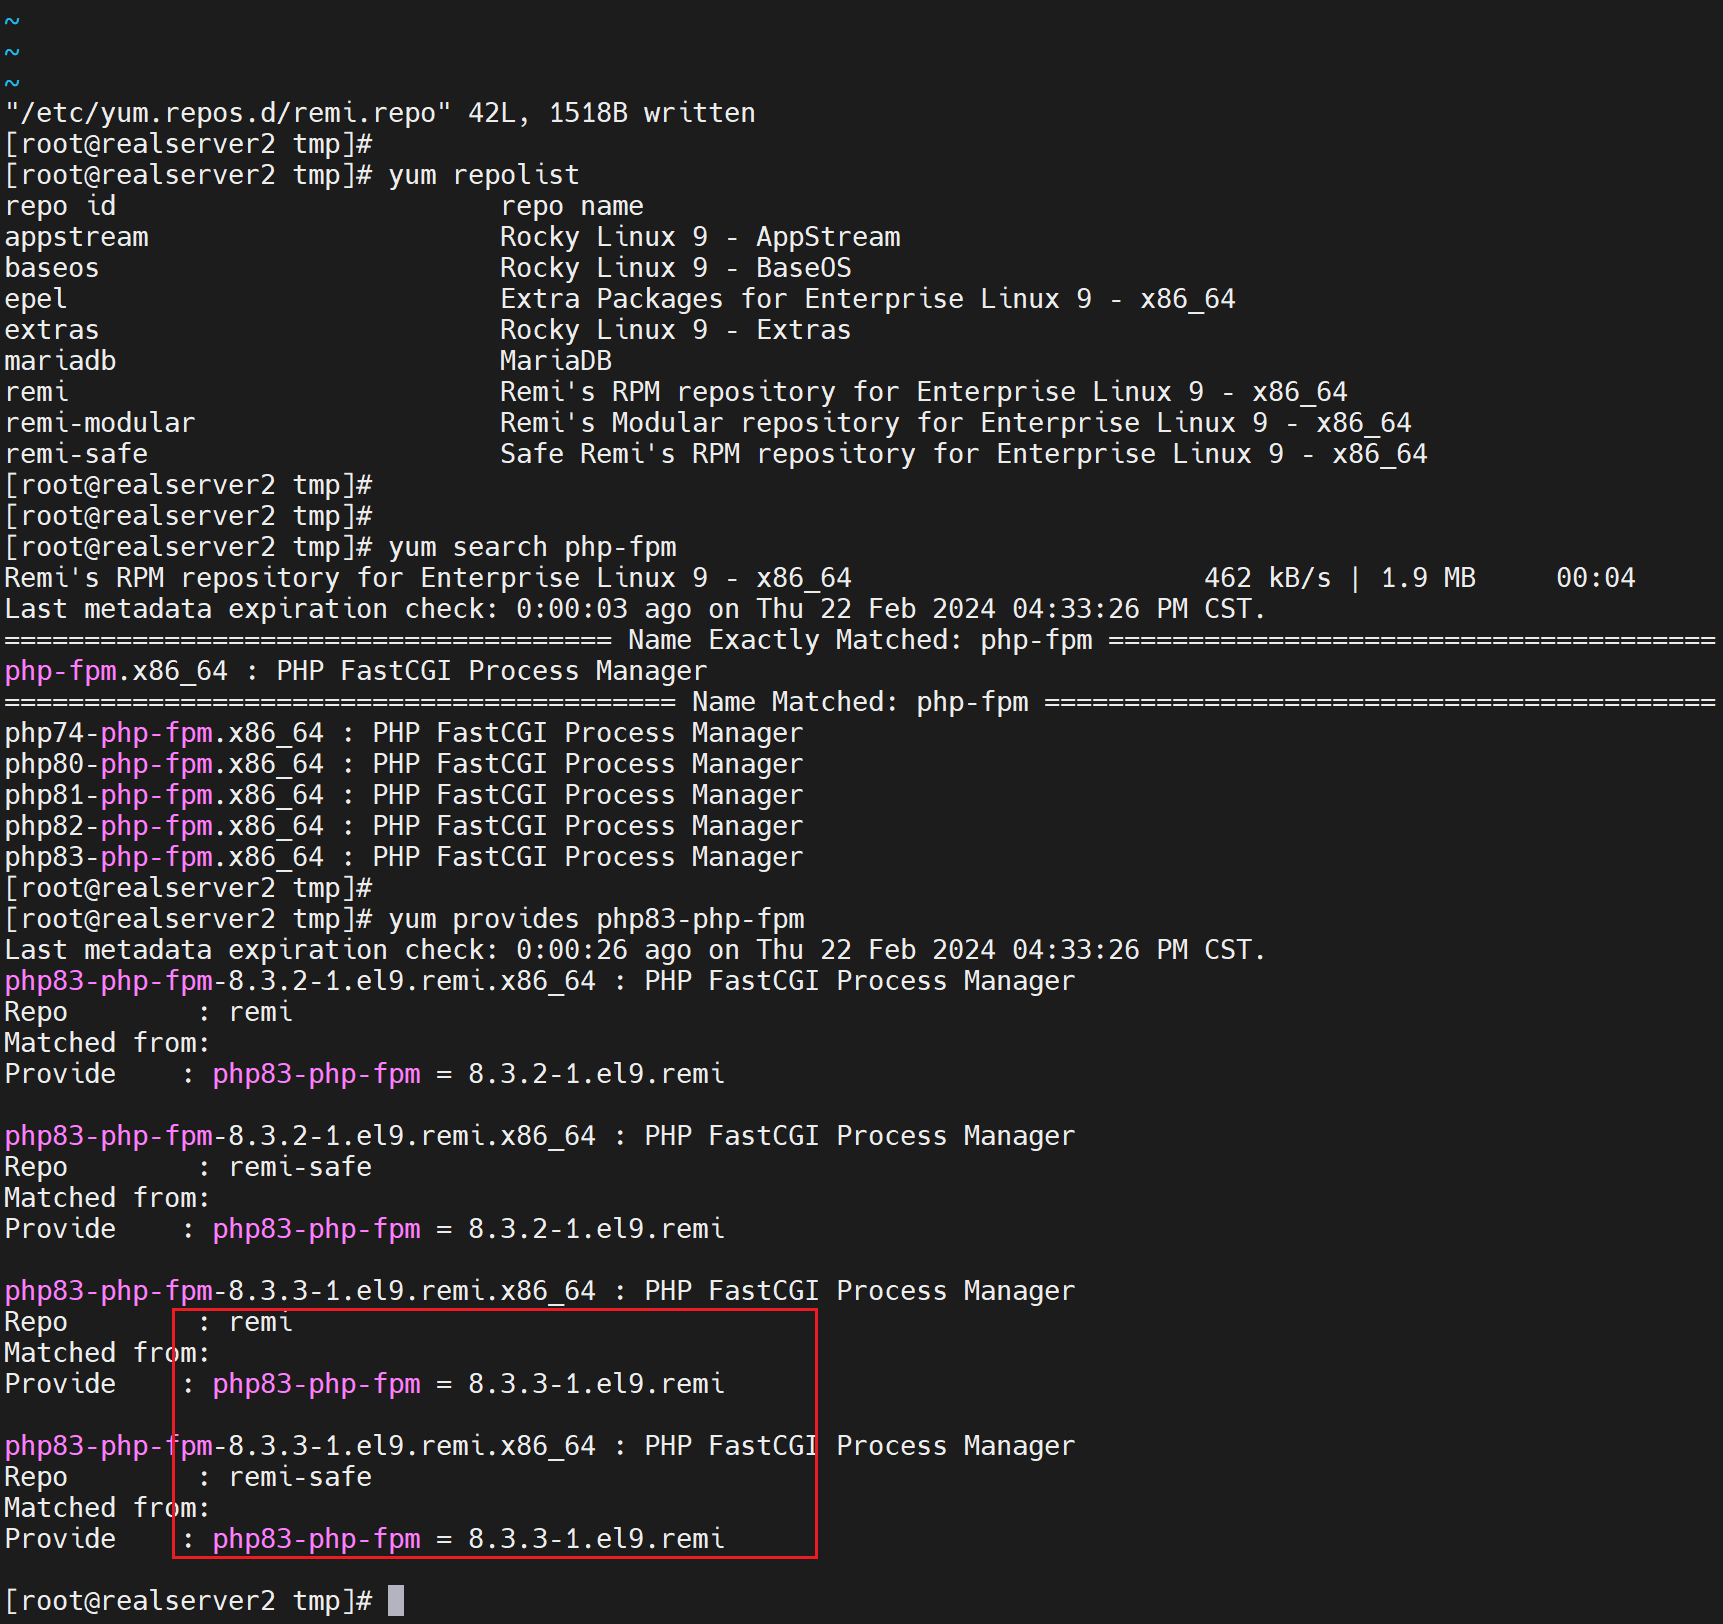 ~
~
~
"/etc/yum.repos.d/remi.repo" 42L, 1518B written
[root@realserver2 tmp]#
[root@realserver2 tmp]# yum repolist
repo id                        repo name
appstream                      Rocky Linux 9 - AppStream
baseos                         Rocky Linux 9 - BaseOS
epel                           Extra Packages for Enterprise Linux 9 - x86_64
extras                         Rocky Linux 9 - Extras
mariadb                        MariaDB
remi                           Remi's RPM repository for Enterprise Linux 9 - x86_64
remi-modular                   Remi's Modular repository for Enterprise Linux 9 - x86_64
remi-safe                      Safe Remi's RPM repository for Enterprise Linux 9 - x86_64
[root@realserver2 tmp]#
[root@realserver2 tmp]#
[root@realserver2 tmp]# yum search php-fpm
Remi's RPM repository for Enterprise Linux 9 - x86_64                      462 kB/s | 1.9 MB     00:04
Last metadata expiration check: 0:00:03 ago on Thu 22 Feb 2024 04:33:26 PM CST.
====================================== Name Exactly Matched: php-fpm ======================================
php-fpm.x86_64 : PHP FastCGI Process Manager
========================================== Name Matched: php-fpm ==========================================
php74-php-fpm.x86_64 : PHP FastCGI Process Manager
php80-php-fpm.x86_64 : PHP FastCGI Process Manager
php81-php-fpm.x86_64 : PHP FastCGI Process Manager
php82-php-fpm.x86_64 : PHP FastCGI Process Manager
php83-php-fpm.x86_64 : PHP FastCGI Process Manager
[root@realserver2 tmp]#
[root@realserver2 tmp]# yum provides php83-php-fpm
Last metadata expiration check: 0:00:26 ago on Thu 22 Feb 2024 04:33:26 PM CST.
php83-php-fpm-8.3.2-1.el9.remi.x86_64 : PHP FastCGI Process Manager
Repo        : remi
Matched from:
Provide    : php83-php-fpm = 8.3.2-1.el9.remi

php83-php-fpm-8.3.2-1.el9.remi.x86_64 : PHP FastCGI Process Manager
Repo        : remi-safe
Matched from:
Provide    : php83-php-fpm = 8.3.2-1.el9.remi

php83-php-fpm-8.3.3-1.el9.remi.x86_64 : PHP FastCGI Process Manager
Repo        : remi
Matched from:
Provide    : php83-php-fpm = 8.3.3-1.el9.remi

php83-php-fpm-8.3.3-1.el9.remi.x86_64 : PHP FastCGI Process Manager
Repo        : remi-safe
Matched from:
Provide    : php83-php-fpm = 8.3.3-1.el9.remi

[root@realserver2 tmp]#